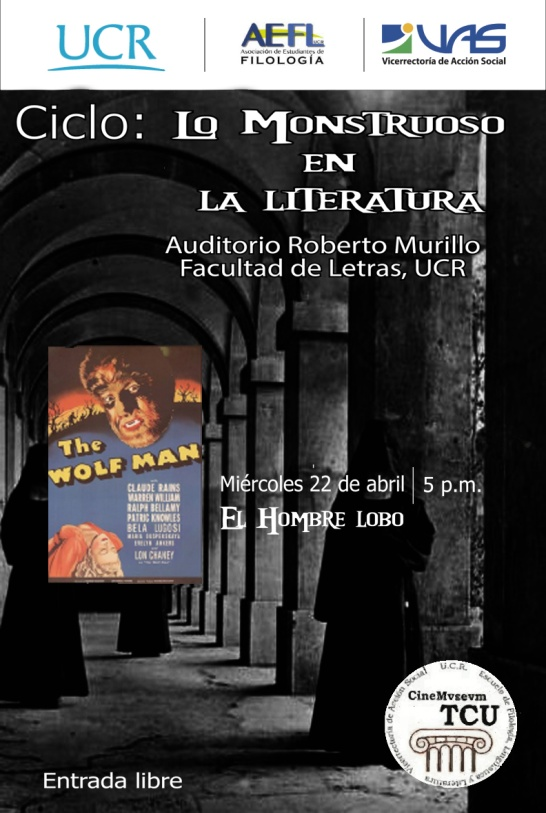 UCR
AEFL
UCR
Asociación de Estudiantes de
FILOLOGÍA
VAS
Vicerrectoría de Acción Social
Ciclo: Lo Monstruoso
en
la literatura
Auditorio Roberto Murillo
Facultad de Letras, UCR
The
WOLF MAN
CLAUDE RAINS
WARREN WILLIAM
RALPH BELLAMY
PATRIC KNOWLES
BELA LUGOSI
MARIA OUSPENSKAYA
EVELYN ANKERS
LON CHANEY
Miércoles 22 de abril | 5 p.m.
El Hombre lobo
U.C.R. Escuela de Filología, Lingüística y Literatura
Vicerrectoría de Acción Social
CineMvsevm
TCU
Entrada libre